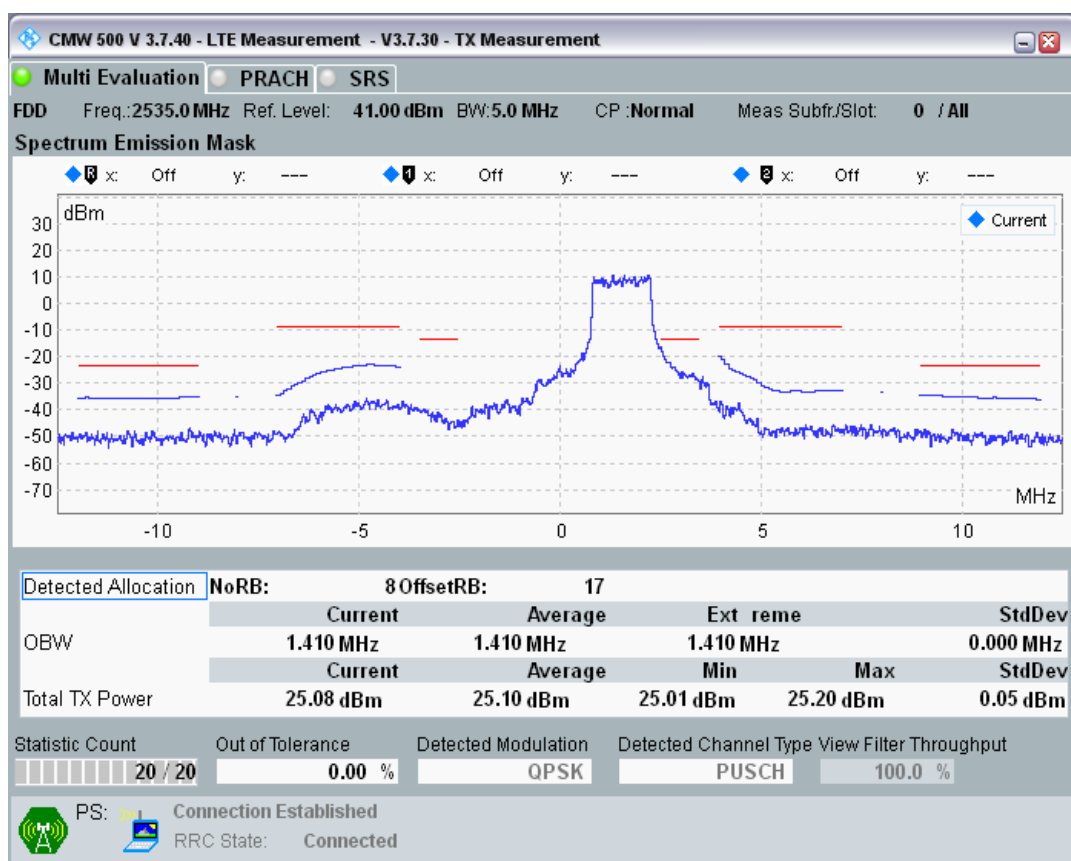 CMW 500 V 3.7.40 - LTE Measurement - V3.7.30 - TX Measurement
Multi Evaluation PRACH SRS
FDD Freq.:2535.0 MHz Ref. Level: 41.00 dBm BW:5.0 MHz CP :Normal Meas Subfr./Slot: 0 / All
Spectrum Emission Mask
R x: Off y: --- 1 x: Off y: --- 2 x: Off y: ---
dBm
Current
30
20
10
0
-10
-20
-30
-40
-50
-60
-70
MHz
-10 -5 0 5 10
Detected Allocation NoRB: 8 OffsetRB: 17
Current Average Ext reme StdDev
OBW 1.410 MHz 1.410 MHz 1.410 MHz 0.000 MHz
Current Average Min Max StdDev
Total TX Power 25.08 dBm 25.10 dBm 25.01 dBm 25.20 dBm 0.05 dBm
Statistic Count Out of Tolerance Detected Modulation Detected Channel Type View Filter Throughput
20 / 20 0.00 % QPSK PUSCH 100.0 %
PS: Connection Established
RRC State: Connected